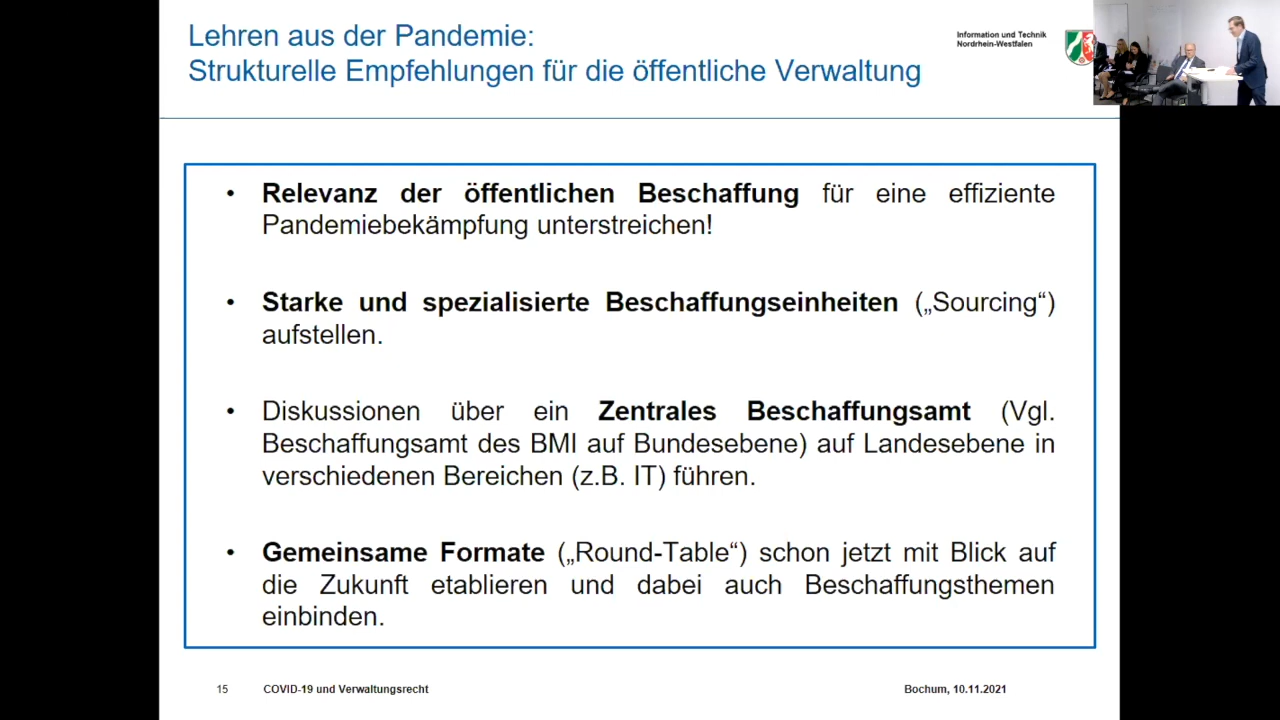 Lehren aus der Pandemie:
Strukturelle Empfehlungen für die öffentliche Verwaltung
Information und Technik
Nordrhein-Westfalen
• Relevanz der öffentlichen Beschaffung für eine effiziente
Pandemiebekämpfung unterstreichen!
• Starke und spezialisierte Beschaffungseinheiten („Sourcing“)
aufstellen.
• Diskussionen über ein Zentrales Beschaffungsamt (Vgl.
Beschaffungsamt des BMI auf Bundesebene) auf Landesebene in
verschiedenen Bereichen (z.B. IT) führen.
• Gemeinsame Formate („Round-Table“) schon jetzt mit Blick auf
die Zukunft etablieren und dabei auch Beschaffungsthemen
einbinden.
15 COVID-19 und Verwaltungsrecht Bochum, 10.11.2021